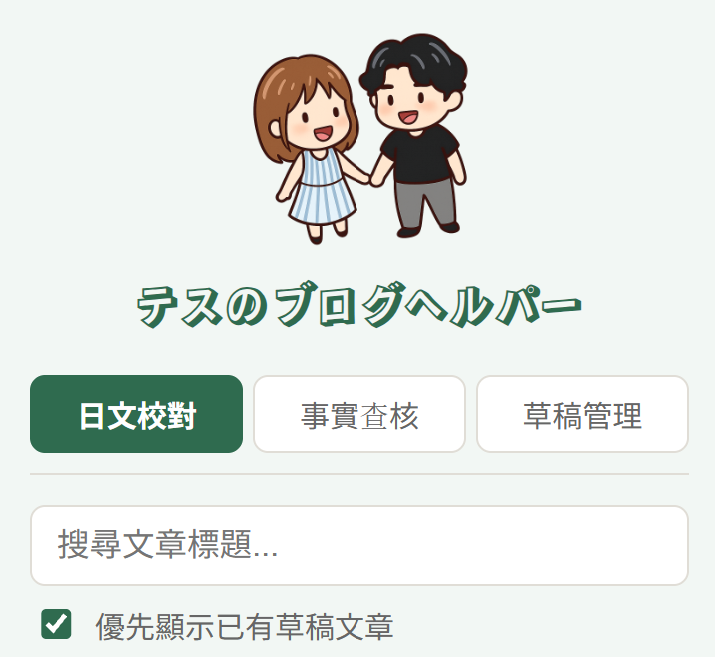 テスのブログヘルパー
日文校對
事實查核
草稿管理
搜尋文章標題...
優先顯示已有草稿文章